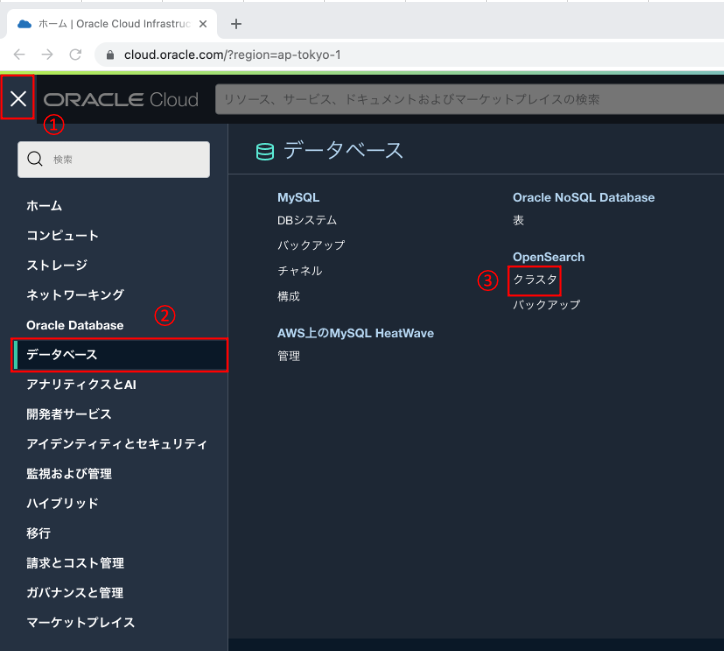 ホーム | Oracle Cloud Infrastruc
cloud.oracle.com/?region=ap-tokyo-1
ORACLE Cloud
リソース、サービス、ドキュメントおよびマーケットプレイスの検索
①
検索
ホーム
コンピュート
ストレージ
ネットワーキング
Oracle Database
②
データベース
アナリティクスとAI
開発者サービス
アイデンティティとセキュリティ
監視および管理
ハイブリッド
移行
請求とコスト管理
ガバナンスと管理
マーケットプレイス
データベース
MySQL
DBシステム
バックアップ
チャネル
構成
AWS上のMySQL HeatWave
管理
Oracle NoSQL Database
表
OpenSearch
③
クラスタ
バックアップ